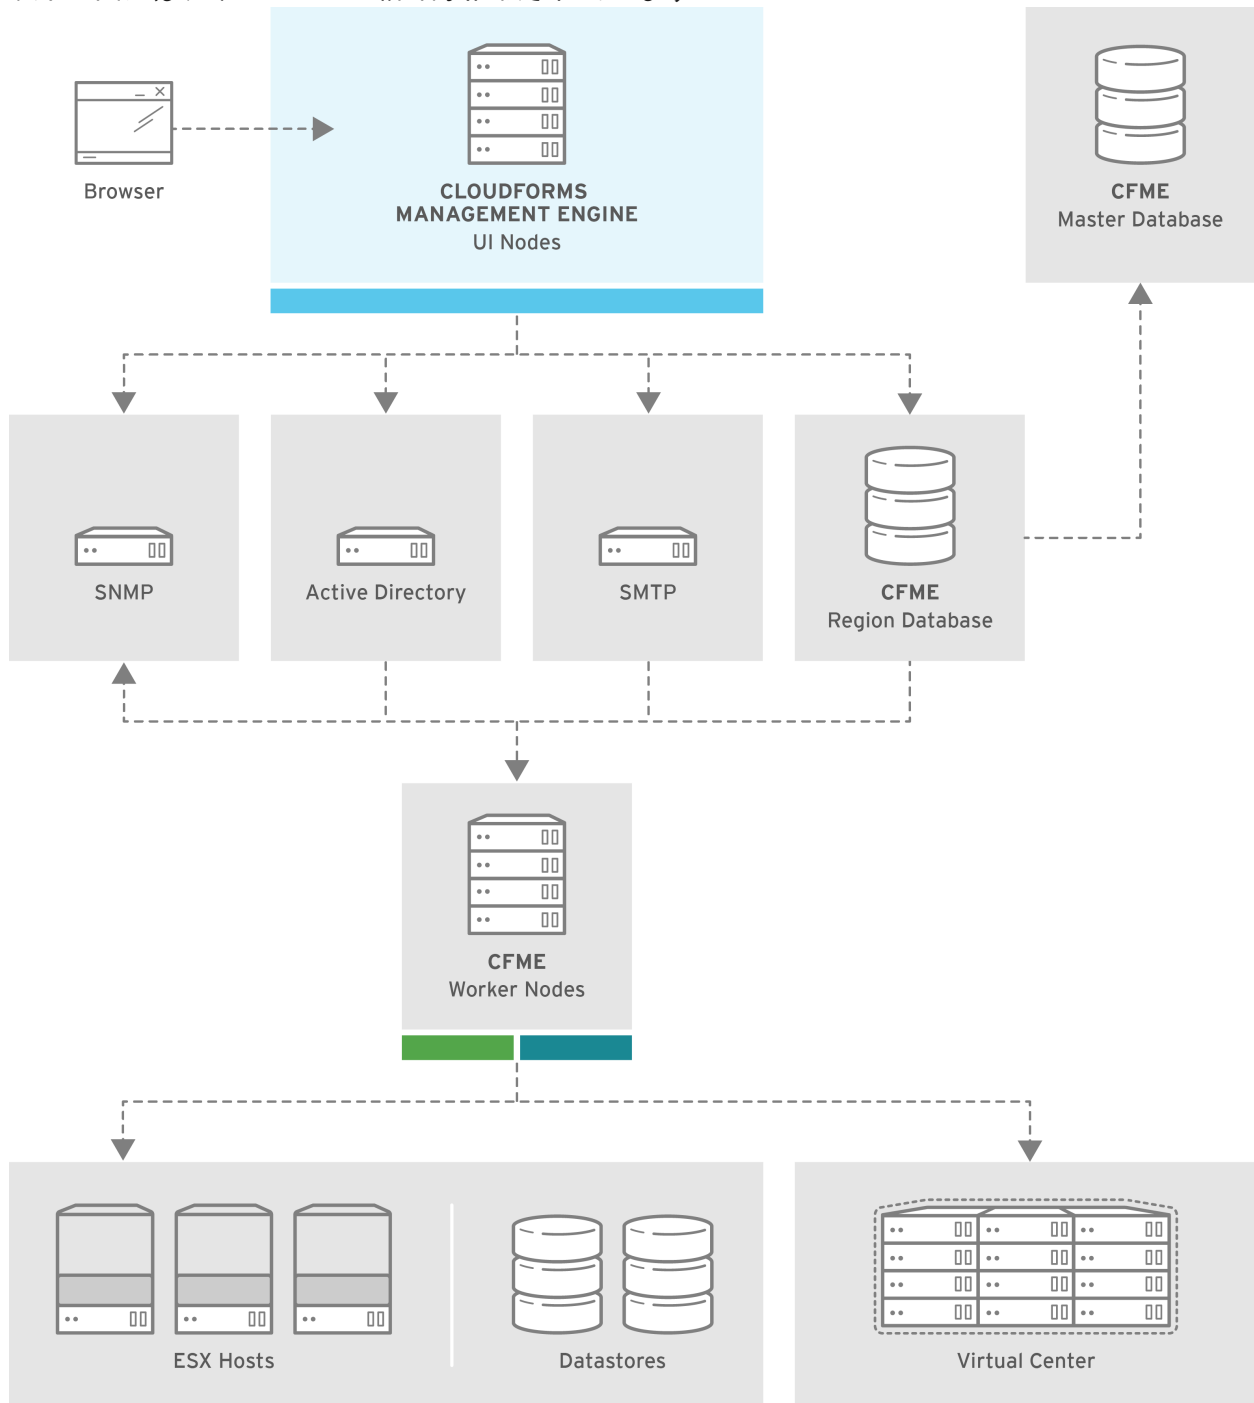 Browser
CLOUDFORMS
MANAGEMENT ENGINE
UI Nodes
CFME
Master Database
SNMP
Active Directory
SMTP
CFME
Region Database
CFME
Worker Nodes
ESX Hosts
Datastores
Virtual Center